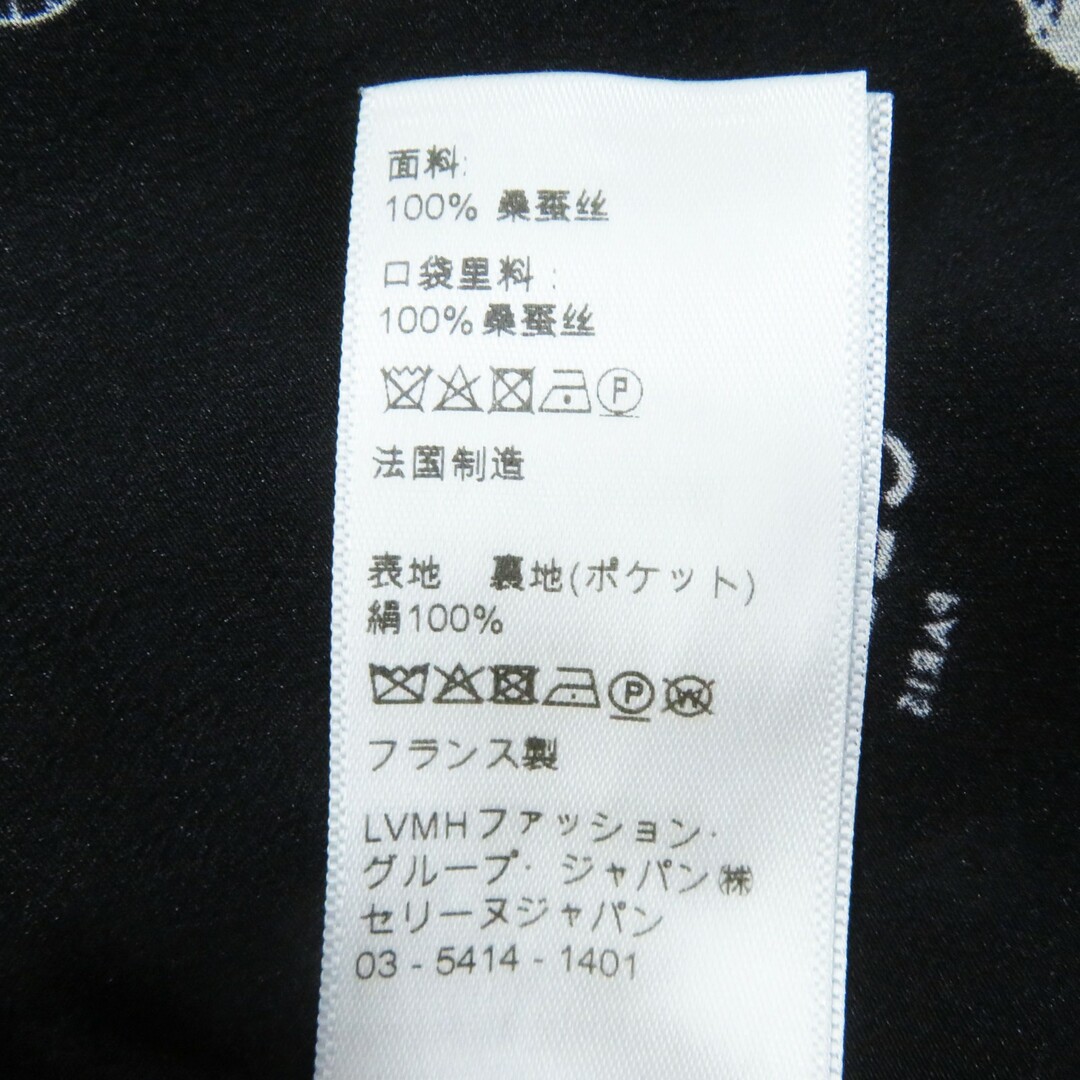 面料:
100% 桑蚕丝
口袋里料:
100% 桑蚕丝
P
法国制造
表地　裏地(ポケット)
絹100%
P W
フランス製
LVMHファッション・
グループ・ジャパン㈱
セリーヌジャパン
03 - 5414 - 1401
PARIS